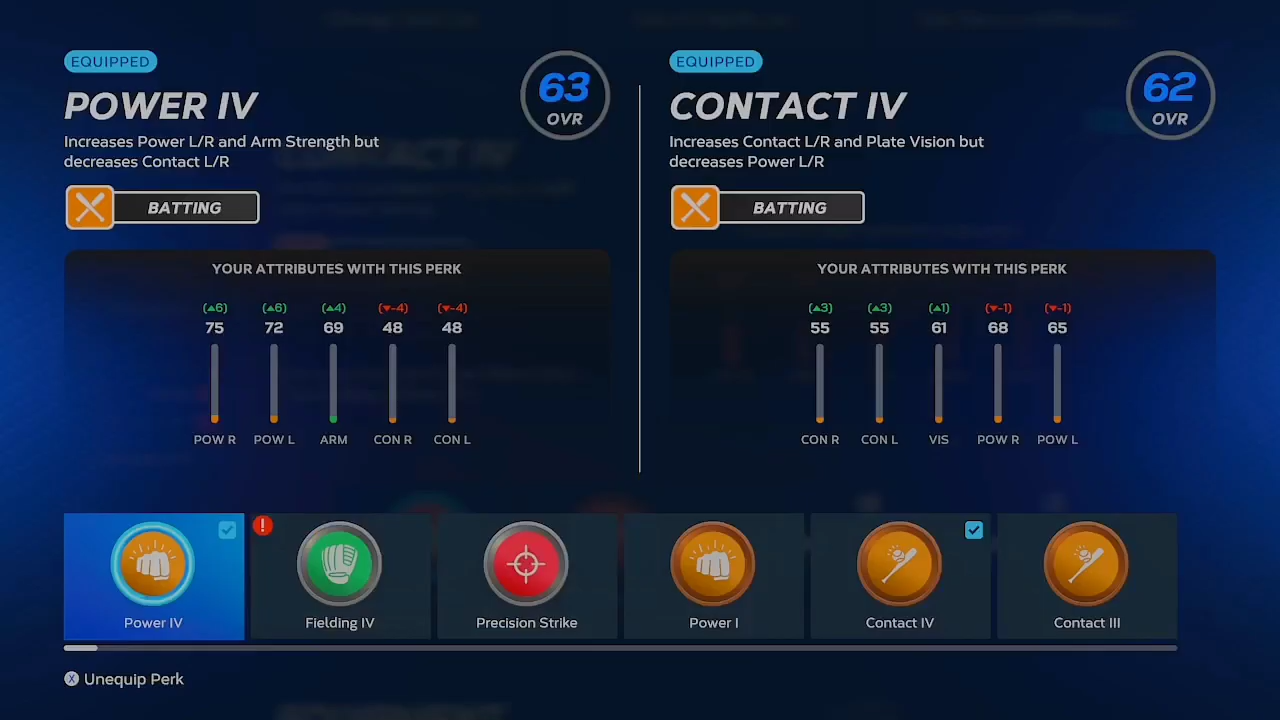 EQUIPPED
POWER IV
63
OVR
Increases Power L/R and Arm Strength but
decreases Contact L/R
BATTING
YOUR ATTRIBUTES WITH THIS PERK
(▲6) (▲6) (▲4) (▼-4) (▼-4)
75 72 69 48 48
POW R POW L ARM CON R CON L
EQUIPPED
CONTACT IV
62
OVR
Increases Contact L/R and Plate Vision but
decreases Power L/R
BATTING
YOUR ATTRIBUTES WITH THIS PERK
(▲3) (▲3) (▲1) (▼-1) (▼-1)
55 55 61 68 65
CON R CON L VIS POW R POW L
!
Power IV Fielding IV Precision Strike Power I Contact IV Contact III
X Unequip Perk